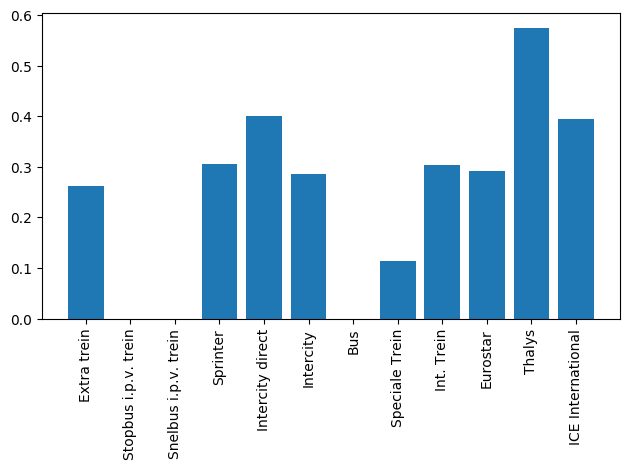 0.6
0.5
0.4
0.3
0.2
0.1
0.0
Extra trein
Stopbus i.p.v. trein
Snelbus i.p.v. trein
Sprinter
Intercity direct
Intercity
Bus
Speciale Trein
Int. Trein
Eurostar
Thalys
ICE International